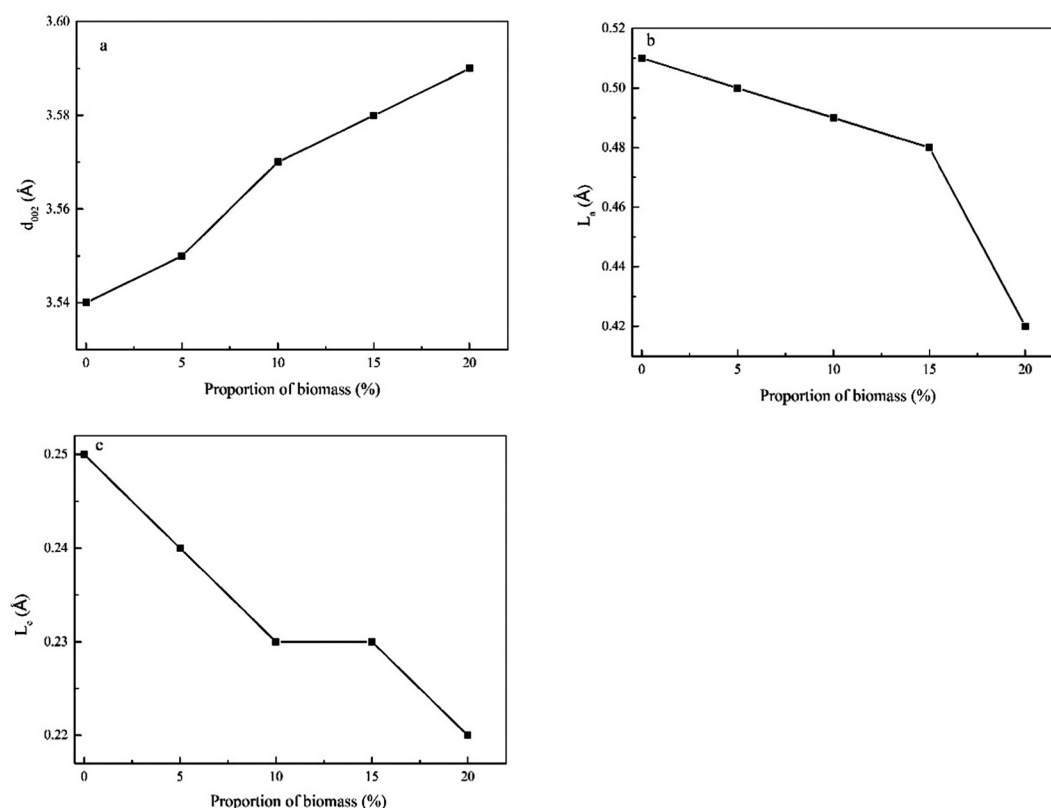 a
3.60
3.58
3.56
3.54
d002 (Å)
0 5 10 15 20
Proportion of biomass (%)
b
0.52
0.50
0.48
0.46
0.44
0.42
La (Å)
0 5 10 15 20
Proportion of biomass (%)
c
0.25
0.24
0.23
0.22
Lc (Å)
0 5 10 15 20
Proportion of biomass (%)